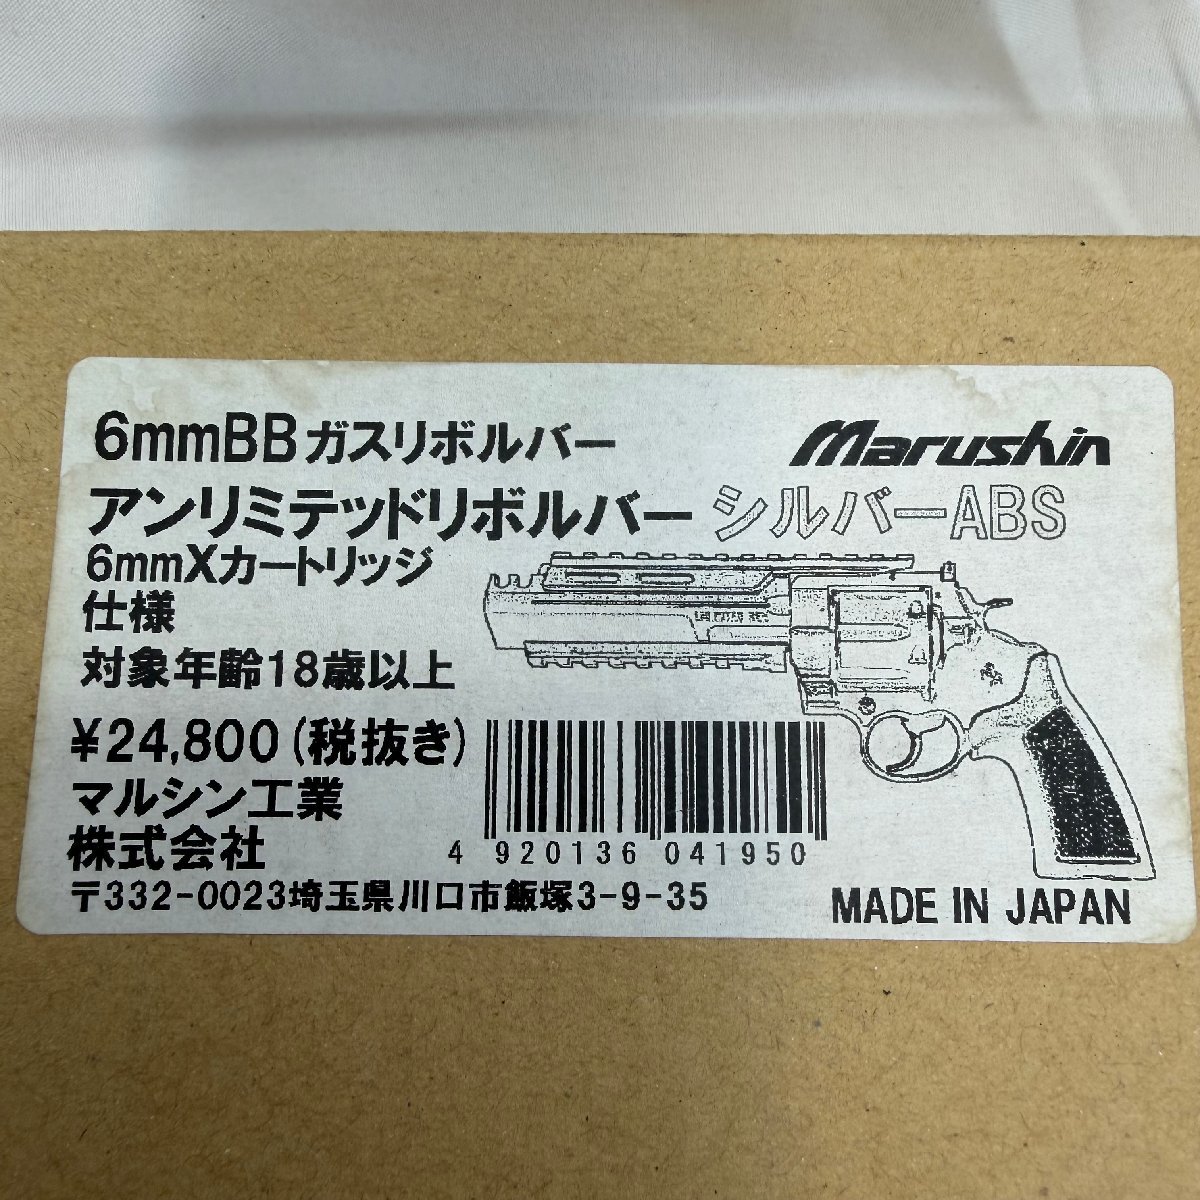 6mmBBガスリボルバー
Marushin
アンリミテッドリボルバー シルバーABS
6mmXカートリッジ
仕様
対象年齢18歳以上
¥24,800(税抜き)
マルシン工業
株式会社
4 920136 041950
〒332-0023埼玉県川口市飯塚3-9-35
MADE IN JAPAN